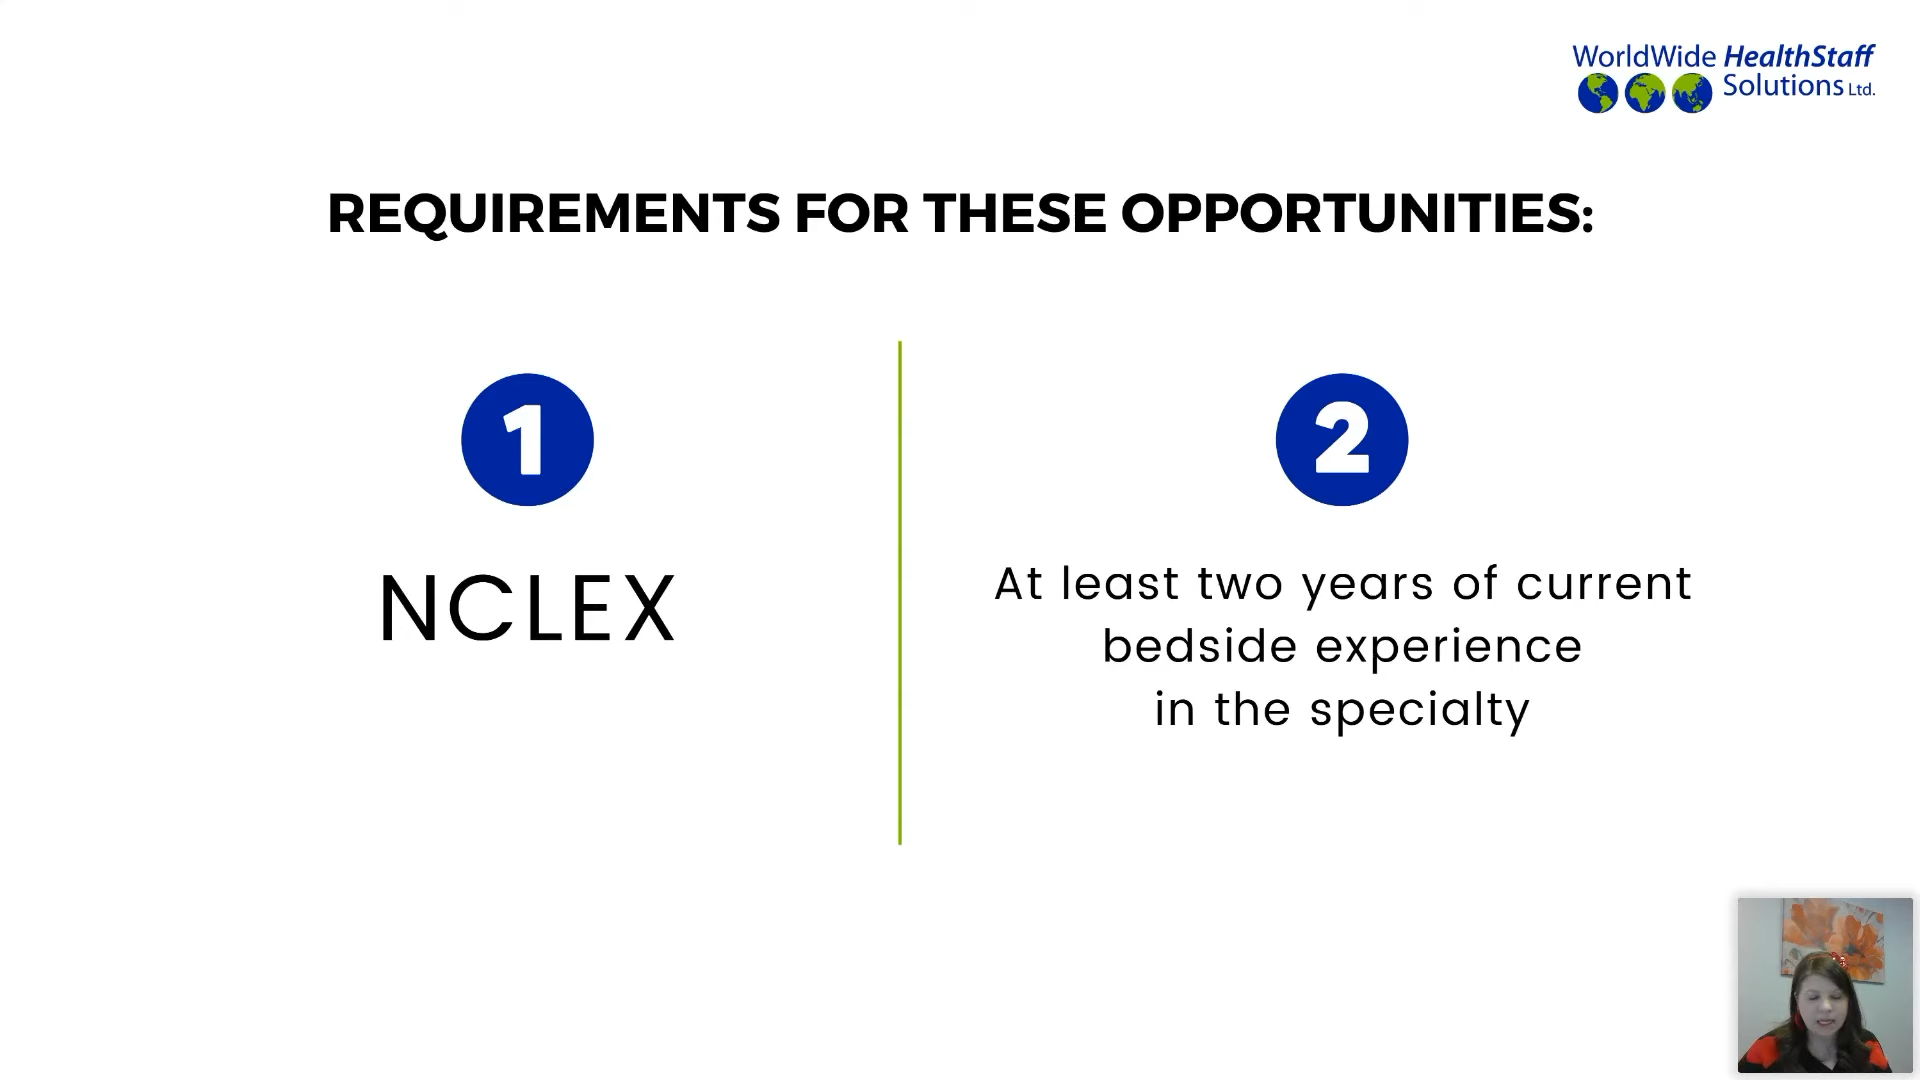 WorldWide HealthStaff
Solutions Ltd.
REQUIREMENTS FOR THESE OPPORTUNITIES:
1
NCLEX
2
At least two years of current
bedside experience
in the specialty